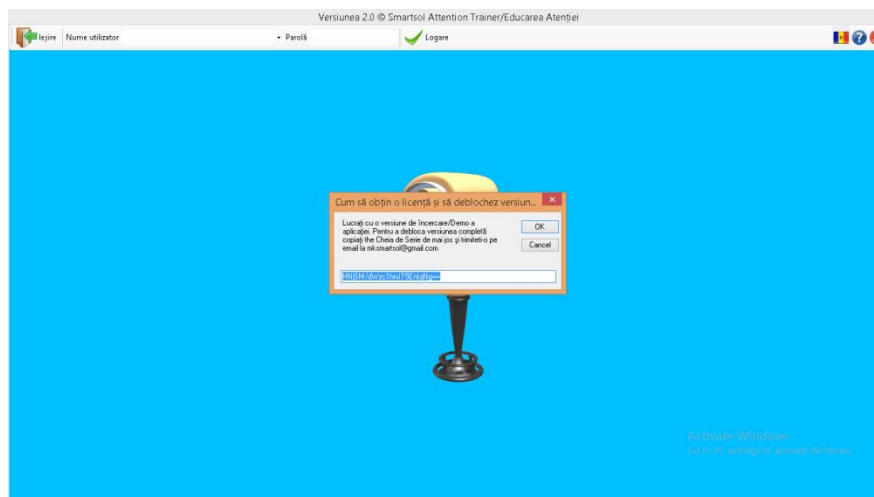 Versiunea 2.0 © Smartsol Attention Trainer/Educarea Atenției
Ieșire Nume utilizator Parolă Logare
Cum să obțin o licență și să deblochez versiun...
Lucrați cu o versiune de încercare/Demo a
aplicației. Pentru a debloca versiunea completă
copiați the Cheia de Serie de mai jos și trimiteti-o pe
email la mksmartsol@gmail.com
OK
Cancel
Activate Windows
Go to PC settings to activate Windows.